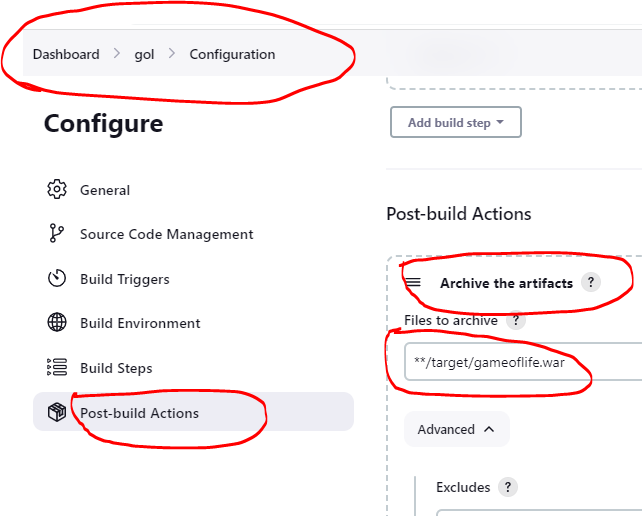 Dashboard > gol > Configuration
Configure
Add build step
General
Source Code Management
Build Triggers
Build Environment
Build Steps
Post-build Actions
Post-build Actions
Archive the artifacts ?
Files to archive ?
**/target/gameoflife.war
Advanced
Excludes ?